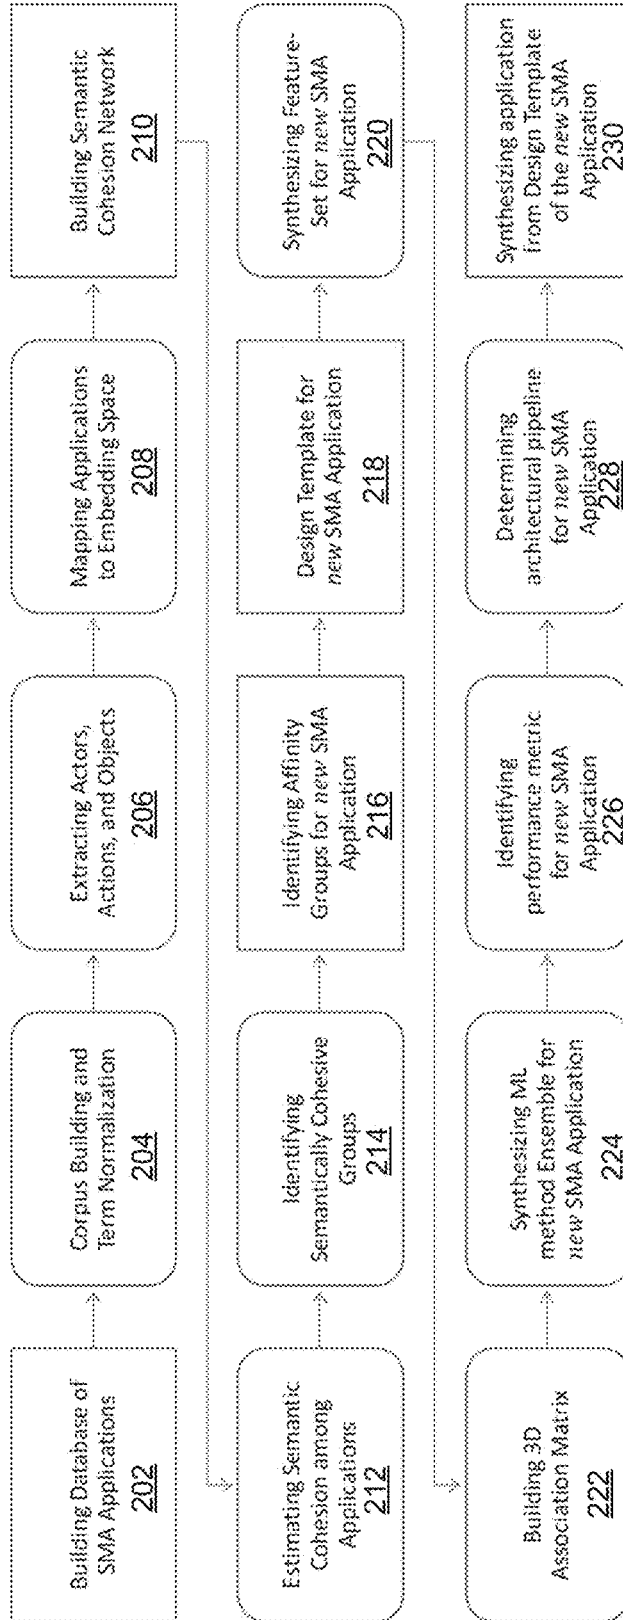 Building Database of
SMA Applications
202
Corpus Building and
Term Normalization
204
Extracting Actors,
Actions, and Objects
206
Mapping Applications
to Embedding Space
208
Building Semantic
Cohesion Network
210
Estimating Semantic
Cohesion among
Applications
212
Identifying
Semantically Cohesive
Groups
214
Identifying Affinity
Groups for new SMA
Application
216
Design Template for
new SMA Application
218
Synthesizing Feature-
Set for new SMA
Application
220
Building 3D
Association Matrix
222
Synthesizing ML
method Ensemble for
new SMA Application
224
Identifying
performance metric
for new SMA
Application
226
Determining
architectural pipeline
for new SMA
Application
228
Synthesizing application
from Design Template
of the new SMA
Application
230